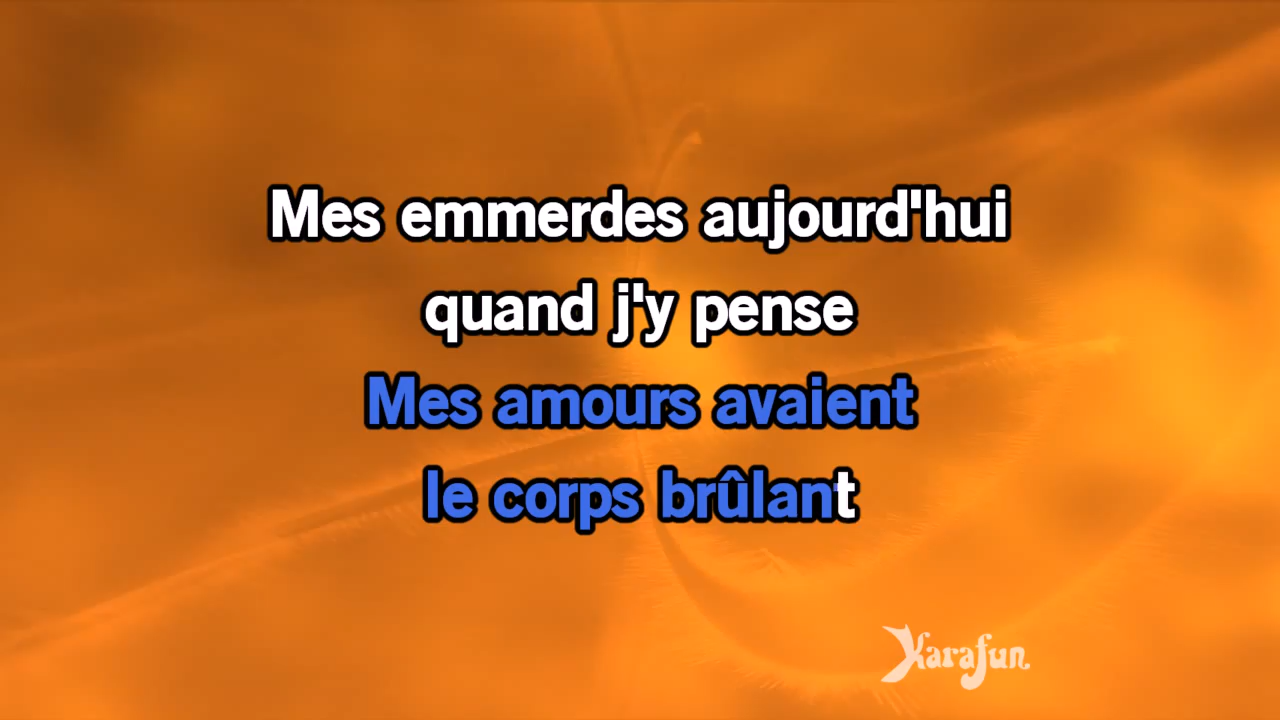 Mes emmerdes aujourd'hui
quand j'y pense
Mes amours avaient
le corps brûlant
Karafun